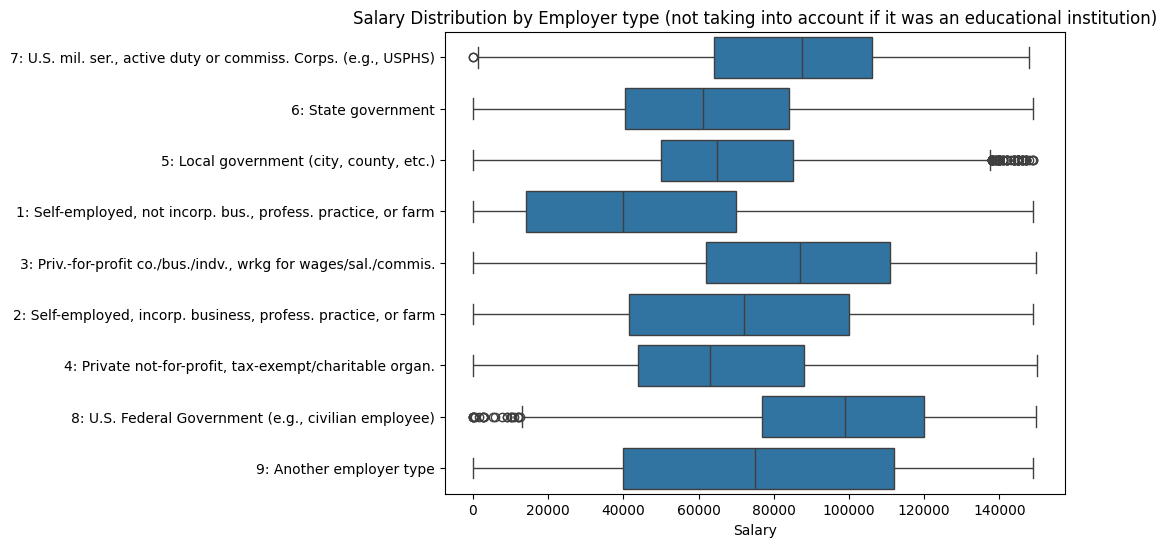 Salary Distribution by Employer type (not taking into account if it was an educational institution)
7: U.S. mil. ser., active duty or commiss. Corps. (e.g., USPHS)
6: State government
5: Local government (city, county, etc.)
1: Self-employed, not incorp. bus., profess. practice, or farm
3: Priv.-for-profit co./bus./indv., wrkg for wages/sal./commis.
2: Self-employed, incorp. business, profess. practice, or farm
4: Private not-for-profit, tax-exempt/charitable organ.
8: U.S. Federal Government (e.g., civilian employee)
9: Another employer type
0 20000 40000 60000 80000 100000 120000 140000
Salary